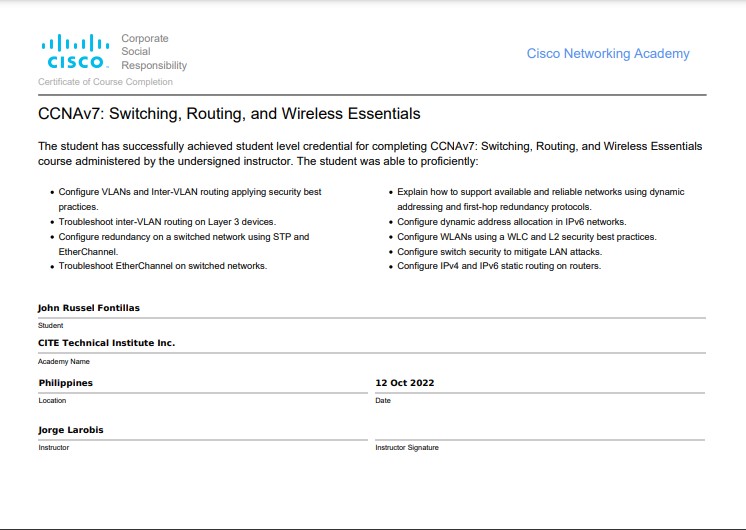 CISCO.
Corporate
Social
Responsibility
Cisco Networking Academy
Certificate of Course Completion
CCNAv7: Switching, Routing, and Wireless Essentials
The student has successfully achieved student level credential for completing CCNAv7: Switching, Routing, and Wireless Essentials
course administered by the undersigned instructor. The student was able to proficiently:
• Configure VLANs and Inter-VLAN routing applying security best
practices.
• Troubleshoot inter-VLAN routing on Layer 3 devices.
• Configure redundancy on a switched network using STP and
EtherChannel.
• Troubleshoot EtherChannel on switched networks.
• Explain how to support available and reliable networks using dynamic
addressing and first-hop redundancy protocols.
• Configure dynamic address allocation in IPv6 networks.
• Configure WLANs using a WLC and L2 security best practices.
• Configure switch security to mitigate LAN attacks.
• Configure IPv4 and IPv6 static routing on routers.
John Russel Fontillas
Student
CITE Technical Institute Inc.
Academy Name
Philippines
Location
12 Oct 2022
Date
Jorge Larobis
Instructor
Instructor Signature